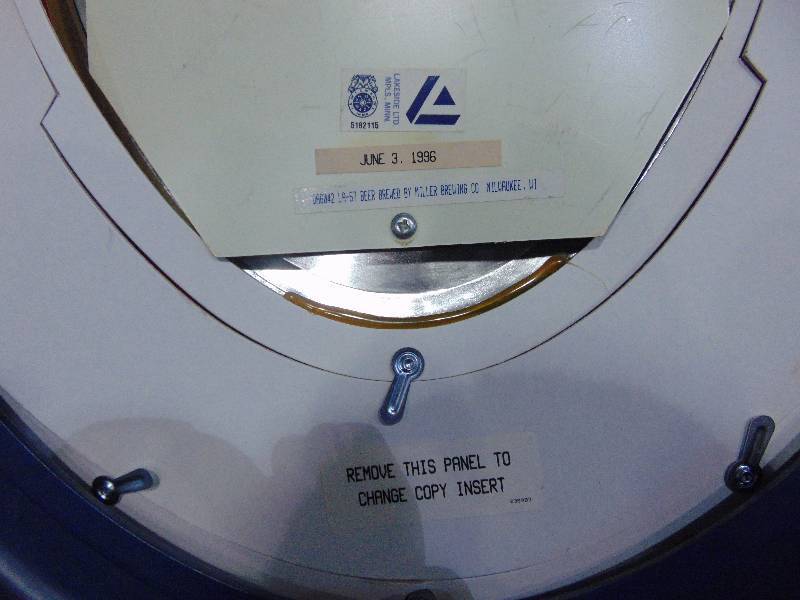 LAKESIDE LTD.
MPLS. MINN.
5162115
JUNE 3. 1996
BEER BREWED BY MILLER BREWING CO MILWAUKEE, WI
REMOVE THIS PANEL TO
CHANGE COPY INSERT